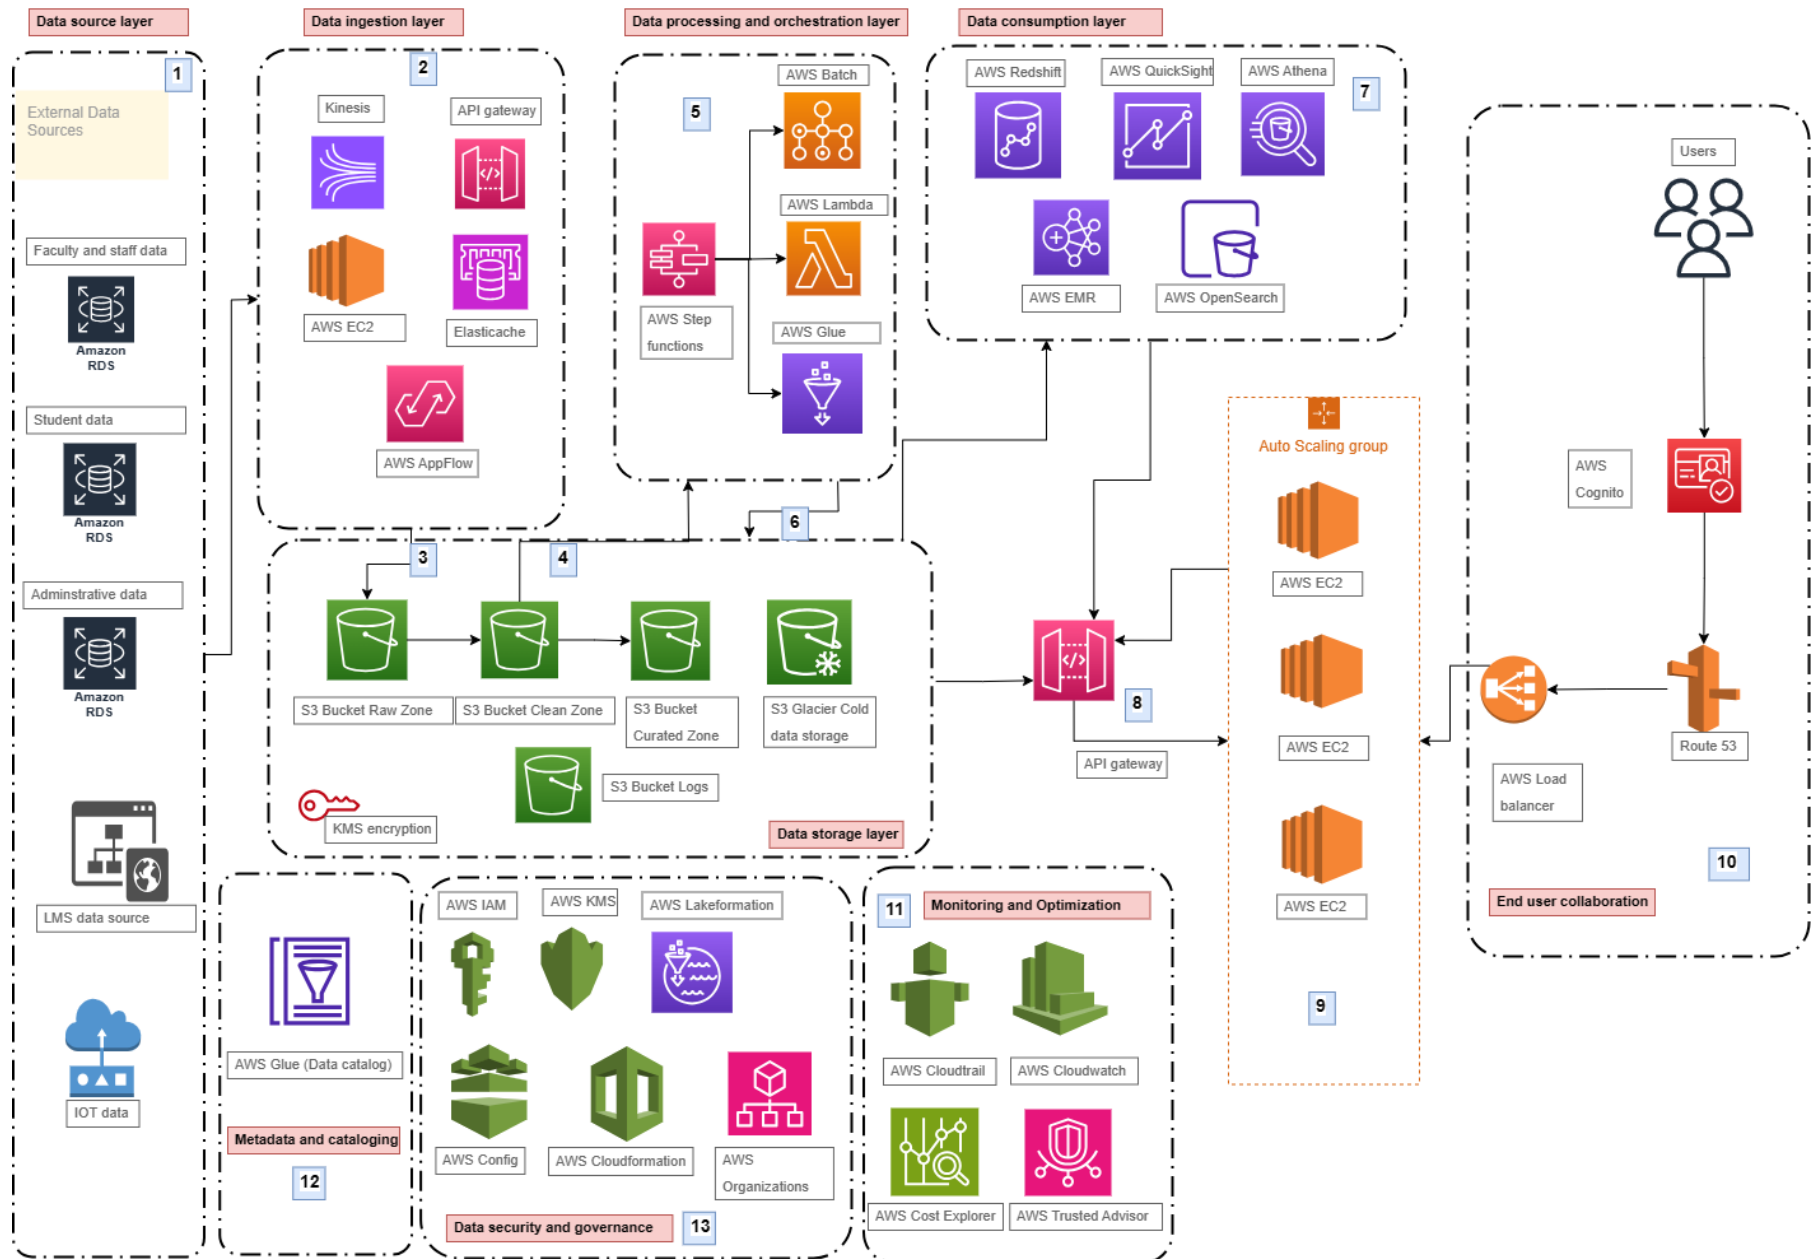 Data source layer
1
External Data
Sources
Faculty and staff data
Amazon
RDS
Student data
Amazon
RDS
Adminstrative data
Amazon
RDS
LMS data source
IOT data
Data ingestion layer
2
Kinesis
API gateway
AWS EC2
Elasticache
AWS AppFlow
Data processing and orchestration layer
5
AWS Batch
AWS Lambda
AWS Step
functions
AWS Glue
Data consumption layer
7
AWS Redshift
AWS QuickSight
AWS Athena
AWS EMR
AWS OpenSearch
3
4
6
S3 Bucket Raw Zone
S3 Bucket Clean Zone
S3 Bucket
Curated Zone
S3 Glacier Cold
data storage
S3 Bucket Logs
KMS encryption
Data storage layer
8
API gateway
Auto Scaling group
AWS EC2
AWS EC2
AWS EC2
9
Users
AWS
Cognito
Route 53
AWS Load
balancer
10
End user collaboration
AWS Glue (Data catalog)
Metadata and cataloging
12
AWS IAM
AWS KMS
AWS Lakeformation
AWS Config
AWS Cloudformation
AWS
Organizations
Data security and governance
13
11
Monitoring and Optimization
AWS Cloudtrail
AWS Cloudwatch
AWS Cost Explorer
AWS Trusted Advisor